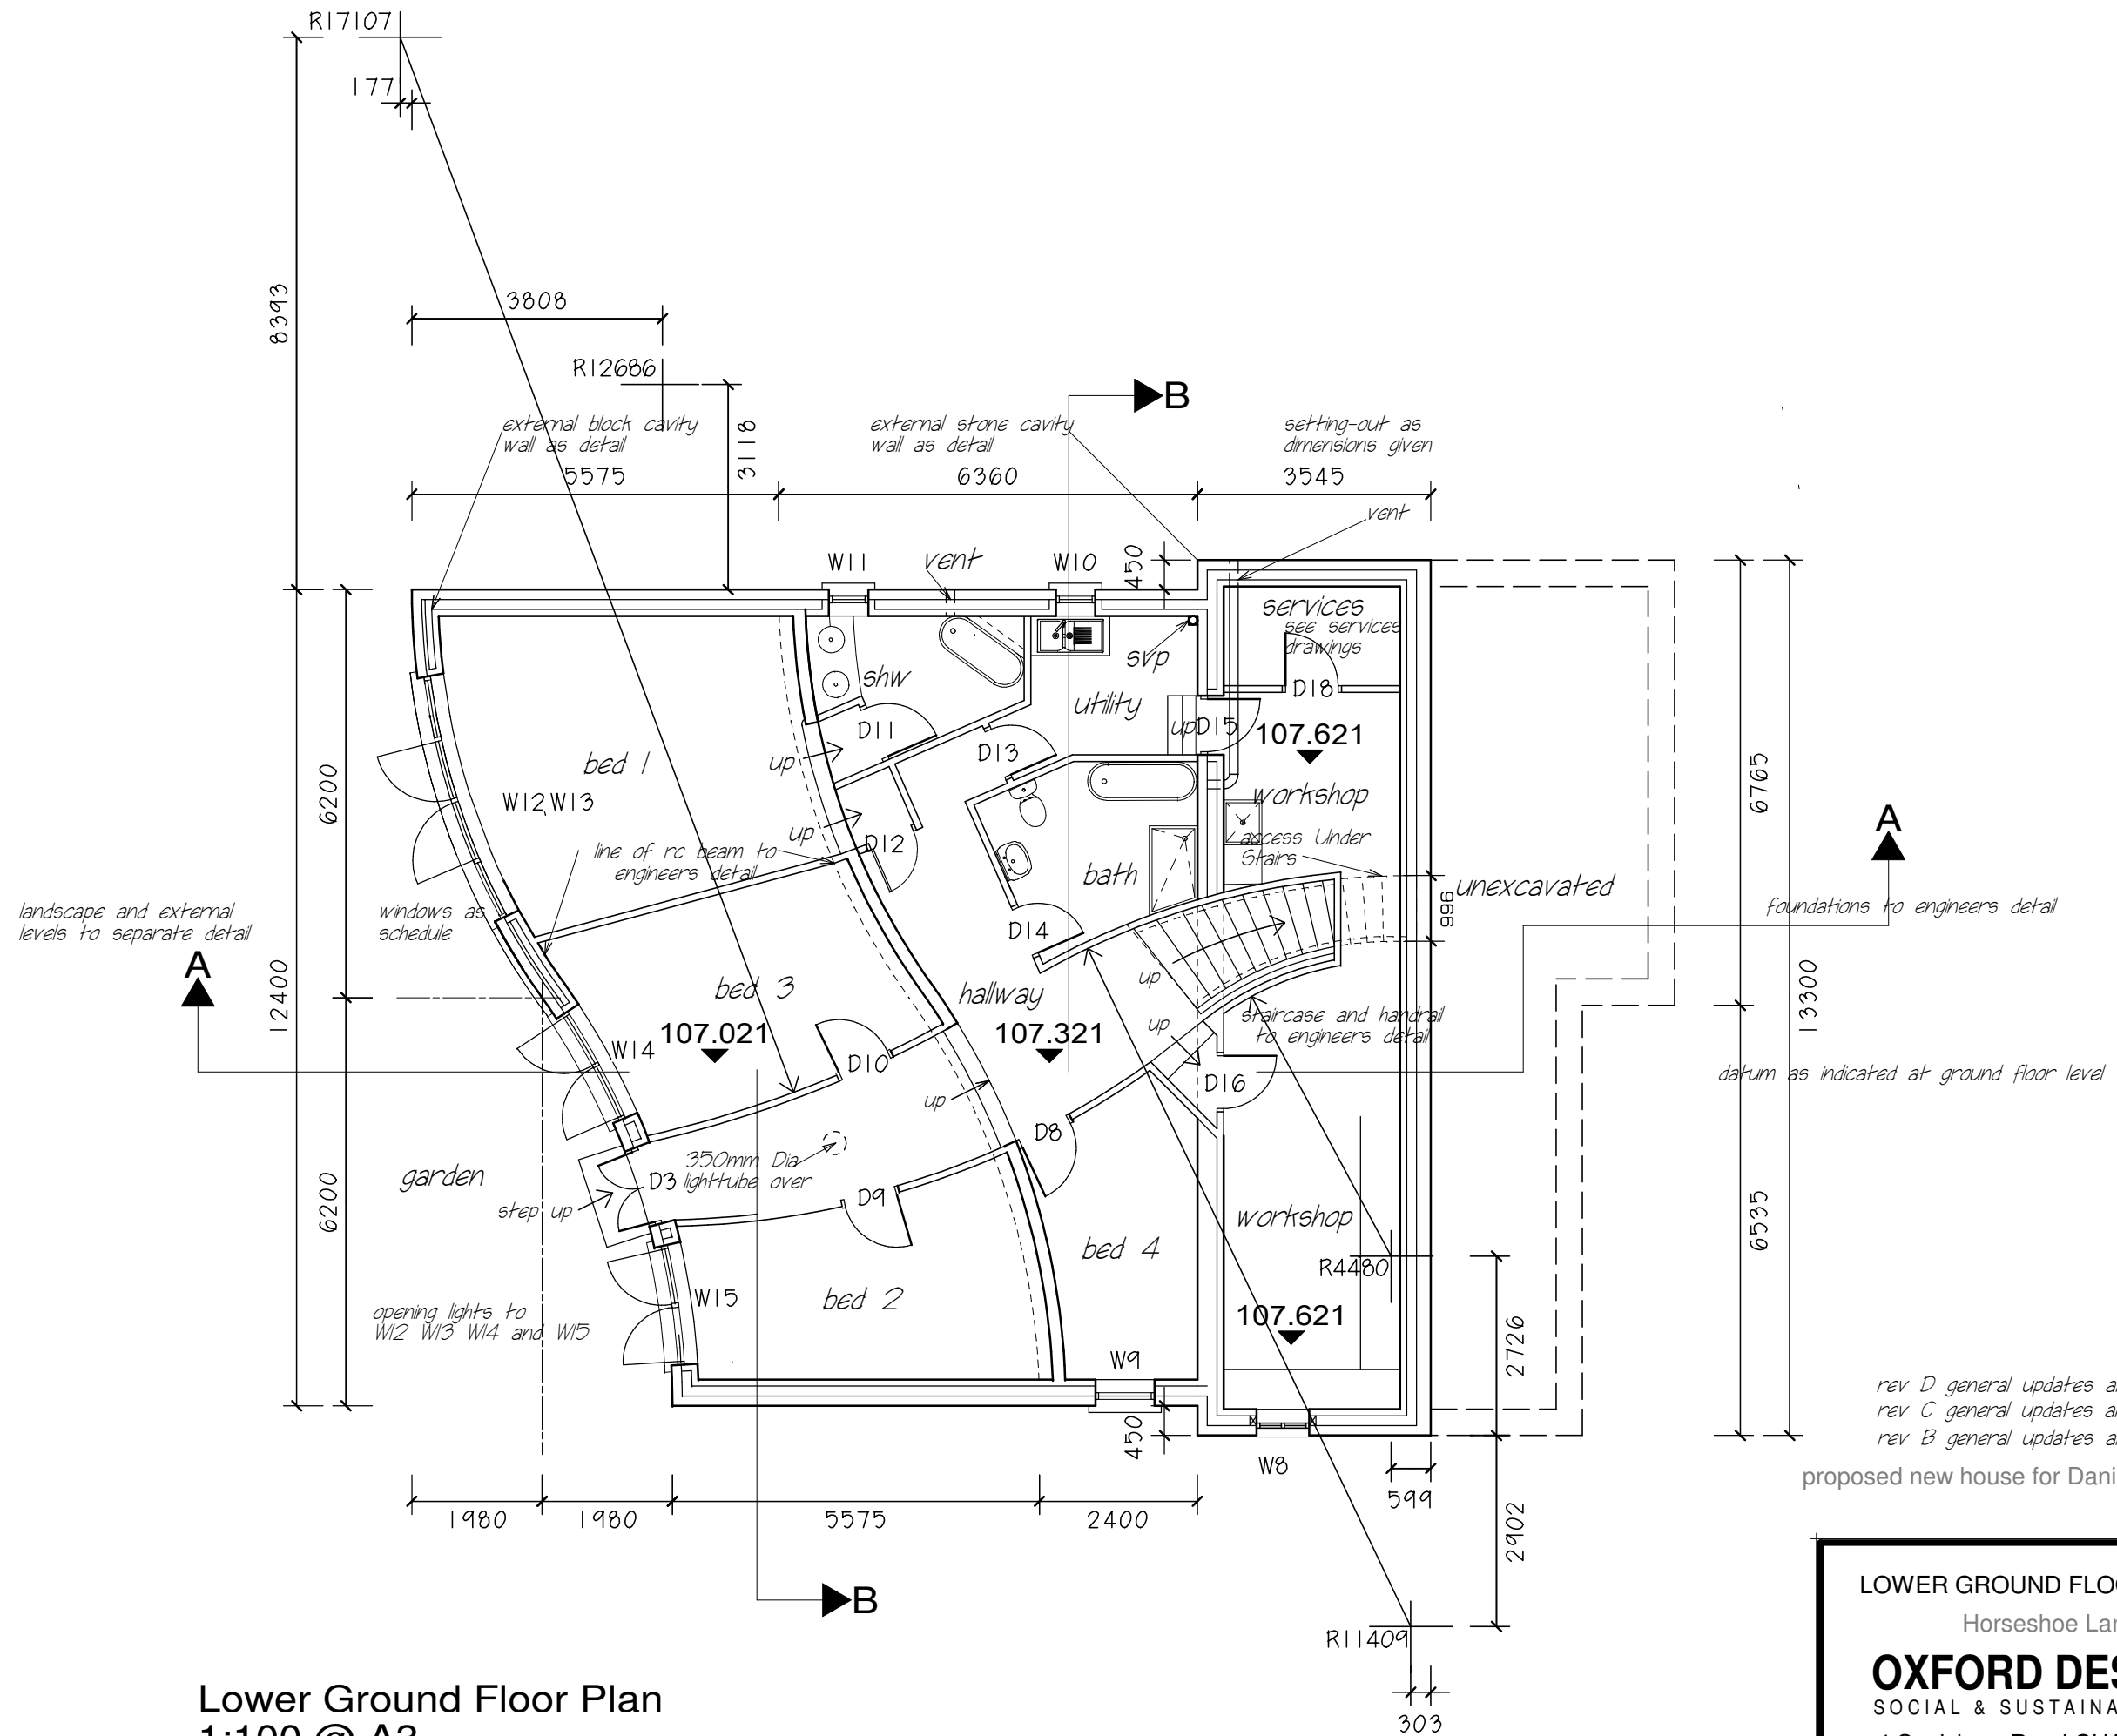 R17107
177
8393
3808
R12686
3118
B
external block cavity
wall as detail
external stone cavity
wall as detail
setting-out as
dimensions given
5575
6360
3545
vent
W11
vent
W10
450
services
see services
drawings
svp
shw
utility
D18
D11
D13
up
D15
107.621
bed 1
up
6200
6765
W12
W13
workshop
up
D12
line of rc beam to
engineers detail
access Under
Stairs
A
bath
unexcavated
996
landscape and external
levels to separate detail
windows as
schedule
foundations to engineers detail
D14
A
up
bed 3
hallway
12400
13300
staircase and handrail
to engineers detail
107.021
107.321
up
W14
D10
D16
datum as indicated at ground floor level
up
D8
garden
350mm Dia
lighttube over
D3
D9
step up
6200
6535
workshop
bed 4
R4480
W15
bed 2
opening lights to
W12 W13 W14 and W15
107.621
2726
W9
450
W8
rev D general updates
rev C general updates
rev B general updates
proposed new house for
599
1980
1980
5575
2400
2902
B
LOWER GROUND
Horseshoe
R11409
OXFORD
SOCIAL &
303
Lower Ground Floor Plan
1:100 @ A3